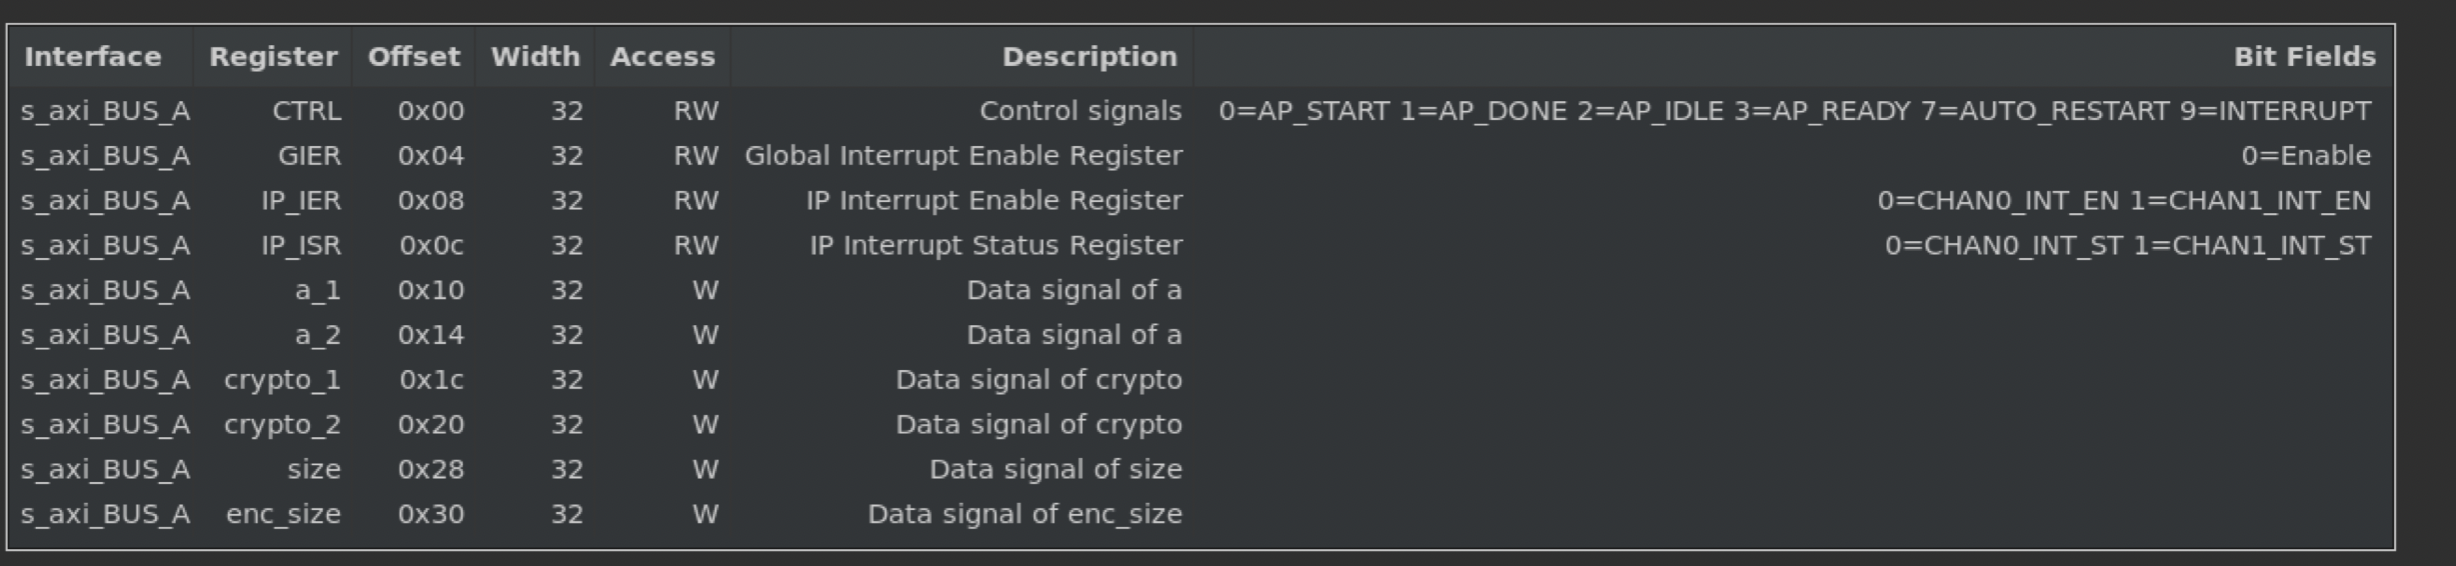 Interface Register Offset Width Access Description Bit Fields
s_axi_BUS_A CTRL 0x00 32 RW Control signals 0=AP_START 1=AP_DONE 2=AP_IDLE 3=AP_READY 7=AUTO_RESTART 9=INTERRUPT
s_axi_BUS_A GIER 0x04 32 RW Global Interrupt Enable Register 0=Enable
s_axi_BUS_A IP_IER 0x08 32 RW IP Interrupt Enable Register 0=CHAN0_INT_EN 1=CHAN1_INT_EN
s_axi_BUS_A IP_ISR 0x0c 32 RW IP Interrupt Status Register 0=CHAN0_INT_ST 1=CHAN1_INT_ST
s_axi_BUS_A a_1 0x10 32 W Data signal of a
s_axi_BUS_A a_2 0x14 32 W Data signal of a
s_axi_BUS_A crypto_1 0x1c 32 W Data signal of crypto
s_axi_BUS_A crypto_2 0x20 32 W Data signal of crypto
s_axi_BUS_A size 0x28 32 W Data signal of size
s_axi_BUS_A enc_size 0x30 32 W Data signal of enc_size